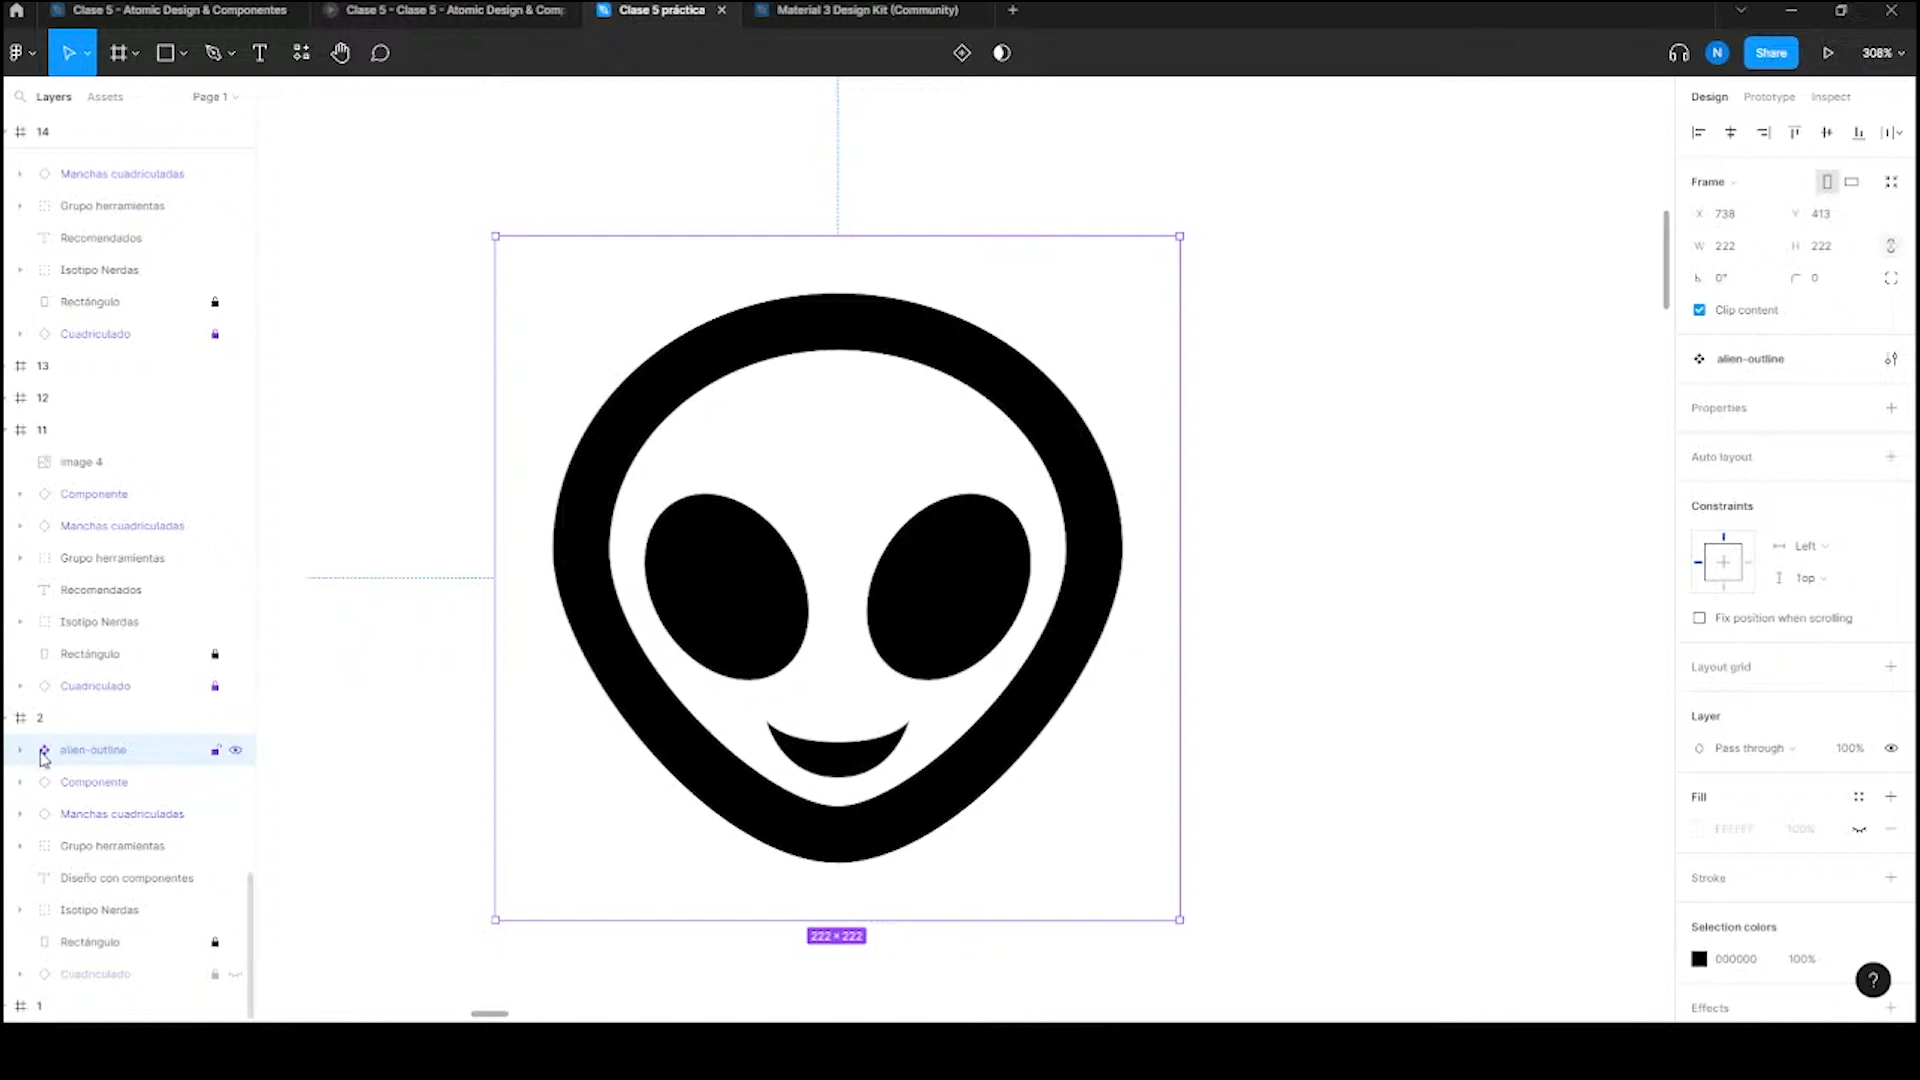 Clase 5 - Atomic Design & Componentes
Clase 5 - Clase 5 - Atomic Design & Comp
Clase 5 práctica
Material 3 Design Kit (Community)
N
Share
308%
Layers
Assets
Page 1
14
Manchas cuadriculadas
Grupo herramientas
Recomendados
Isotipo Nerdas
Rectángulo
Cuadriculado
13
12
11
image 4
Componente
Manchas cuadriculadas
Grupo herramientas
Recomendados
Isotipo Nerdas
Rectángulo
Cuadriculado
2
alien-outline
Componente
Manchas cuadriculadas
Grupo herramientas
Diseño con componentes
Isotipo Nerdas
Rectángulo
Cuadriculado
1
222 × 222
Design
Prototype
Inspect
Frame
X 738
Y 413
W 222
H 222
0°
0
Clip content
alien-outline
Properties
Auto layout
Constraints
Left
Top
Fix position when scrolling
Layout grid
Layer
Pass through
100%
Fill
FFFFFF
100%
Stroke
Selection colors
000000
100%
Effects
?